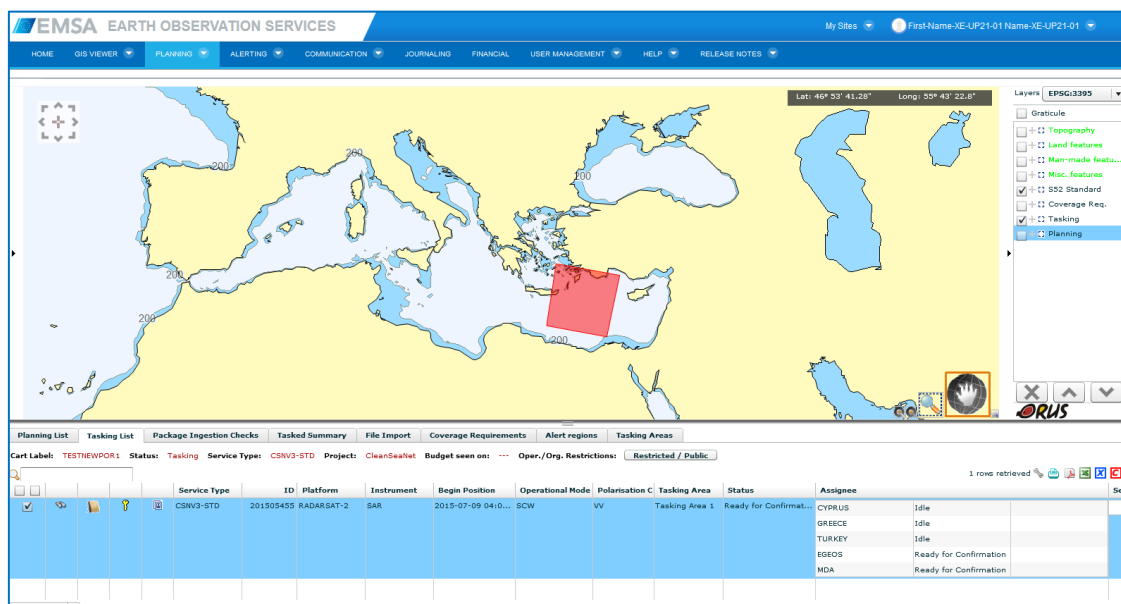 EMSA EARTH OBSERVATION SERVICES
My Sites First-Name-XE-UP21-01 Name-XE-UP21-01
HOME GIS VIEWER PLANNING ALERTING COMMUNICATION JOURNALING FINANCIAL USER MANAGEMENT HELP RELEASE NOTES
Lat: 46º 53' 41.28" Long: 55º 43' 22.8"
Layers EPSG:3395
Graticule
Topography
Land features
Man-made featu...
Misc. features
S52 Standard
Coverage Req.
Tasking
Planning
200
200
200
200
200
200
ORUS
Planning List Tasking List Package Ingestion Checks Tasked Summary File Import Coverage Requirements Alert regions Tasking Areas
Cart Label: TESTNEWPOR1 Status: Tasking Service Type: CSNV3-STD Project: CleanSeaNet Budget seen on: --- Oper./Org. Restrictions: Restricted / Public
1 rows retrieved
Service Type ID Platform Instrument Begin Position Operational Mode Polarisation C Tasking Area Status Assignee Se
CSNV3-STD 201505455 RADARSAT-2 SAR 2015-07-09 04:0... SCW VV Tasking Area 1 Ready for Confirmat...
CYPRUS Idle
GREECE Idle
TURKEY Idle
EGEOS Ready for Confirmation
MDA Ready for Confirmation